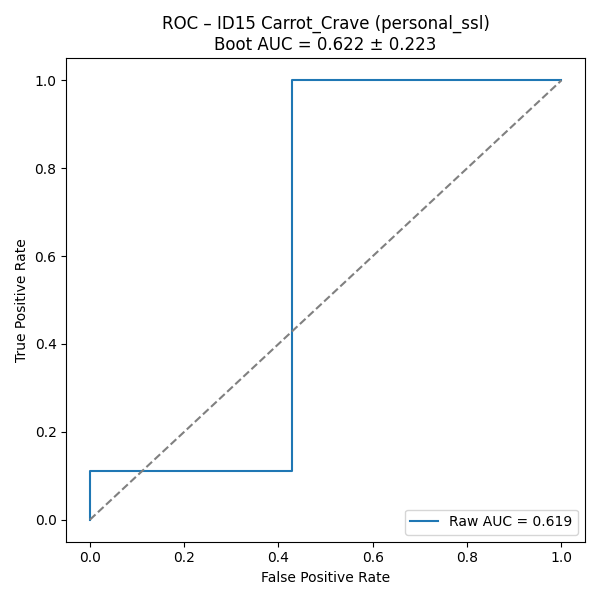 ROC – ID15 Carrot_Crave (personal_ssl)
Boot AUC = 0.622 ± 0.223
True Positive Rate
1.0
0.8
0.6
0.4
0.2
0.0
0.0 0.2 0.4 0.6 0.8 1.0
False Positive Rate
Raw AUC = 0.619